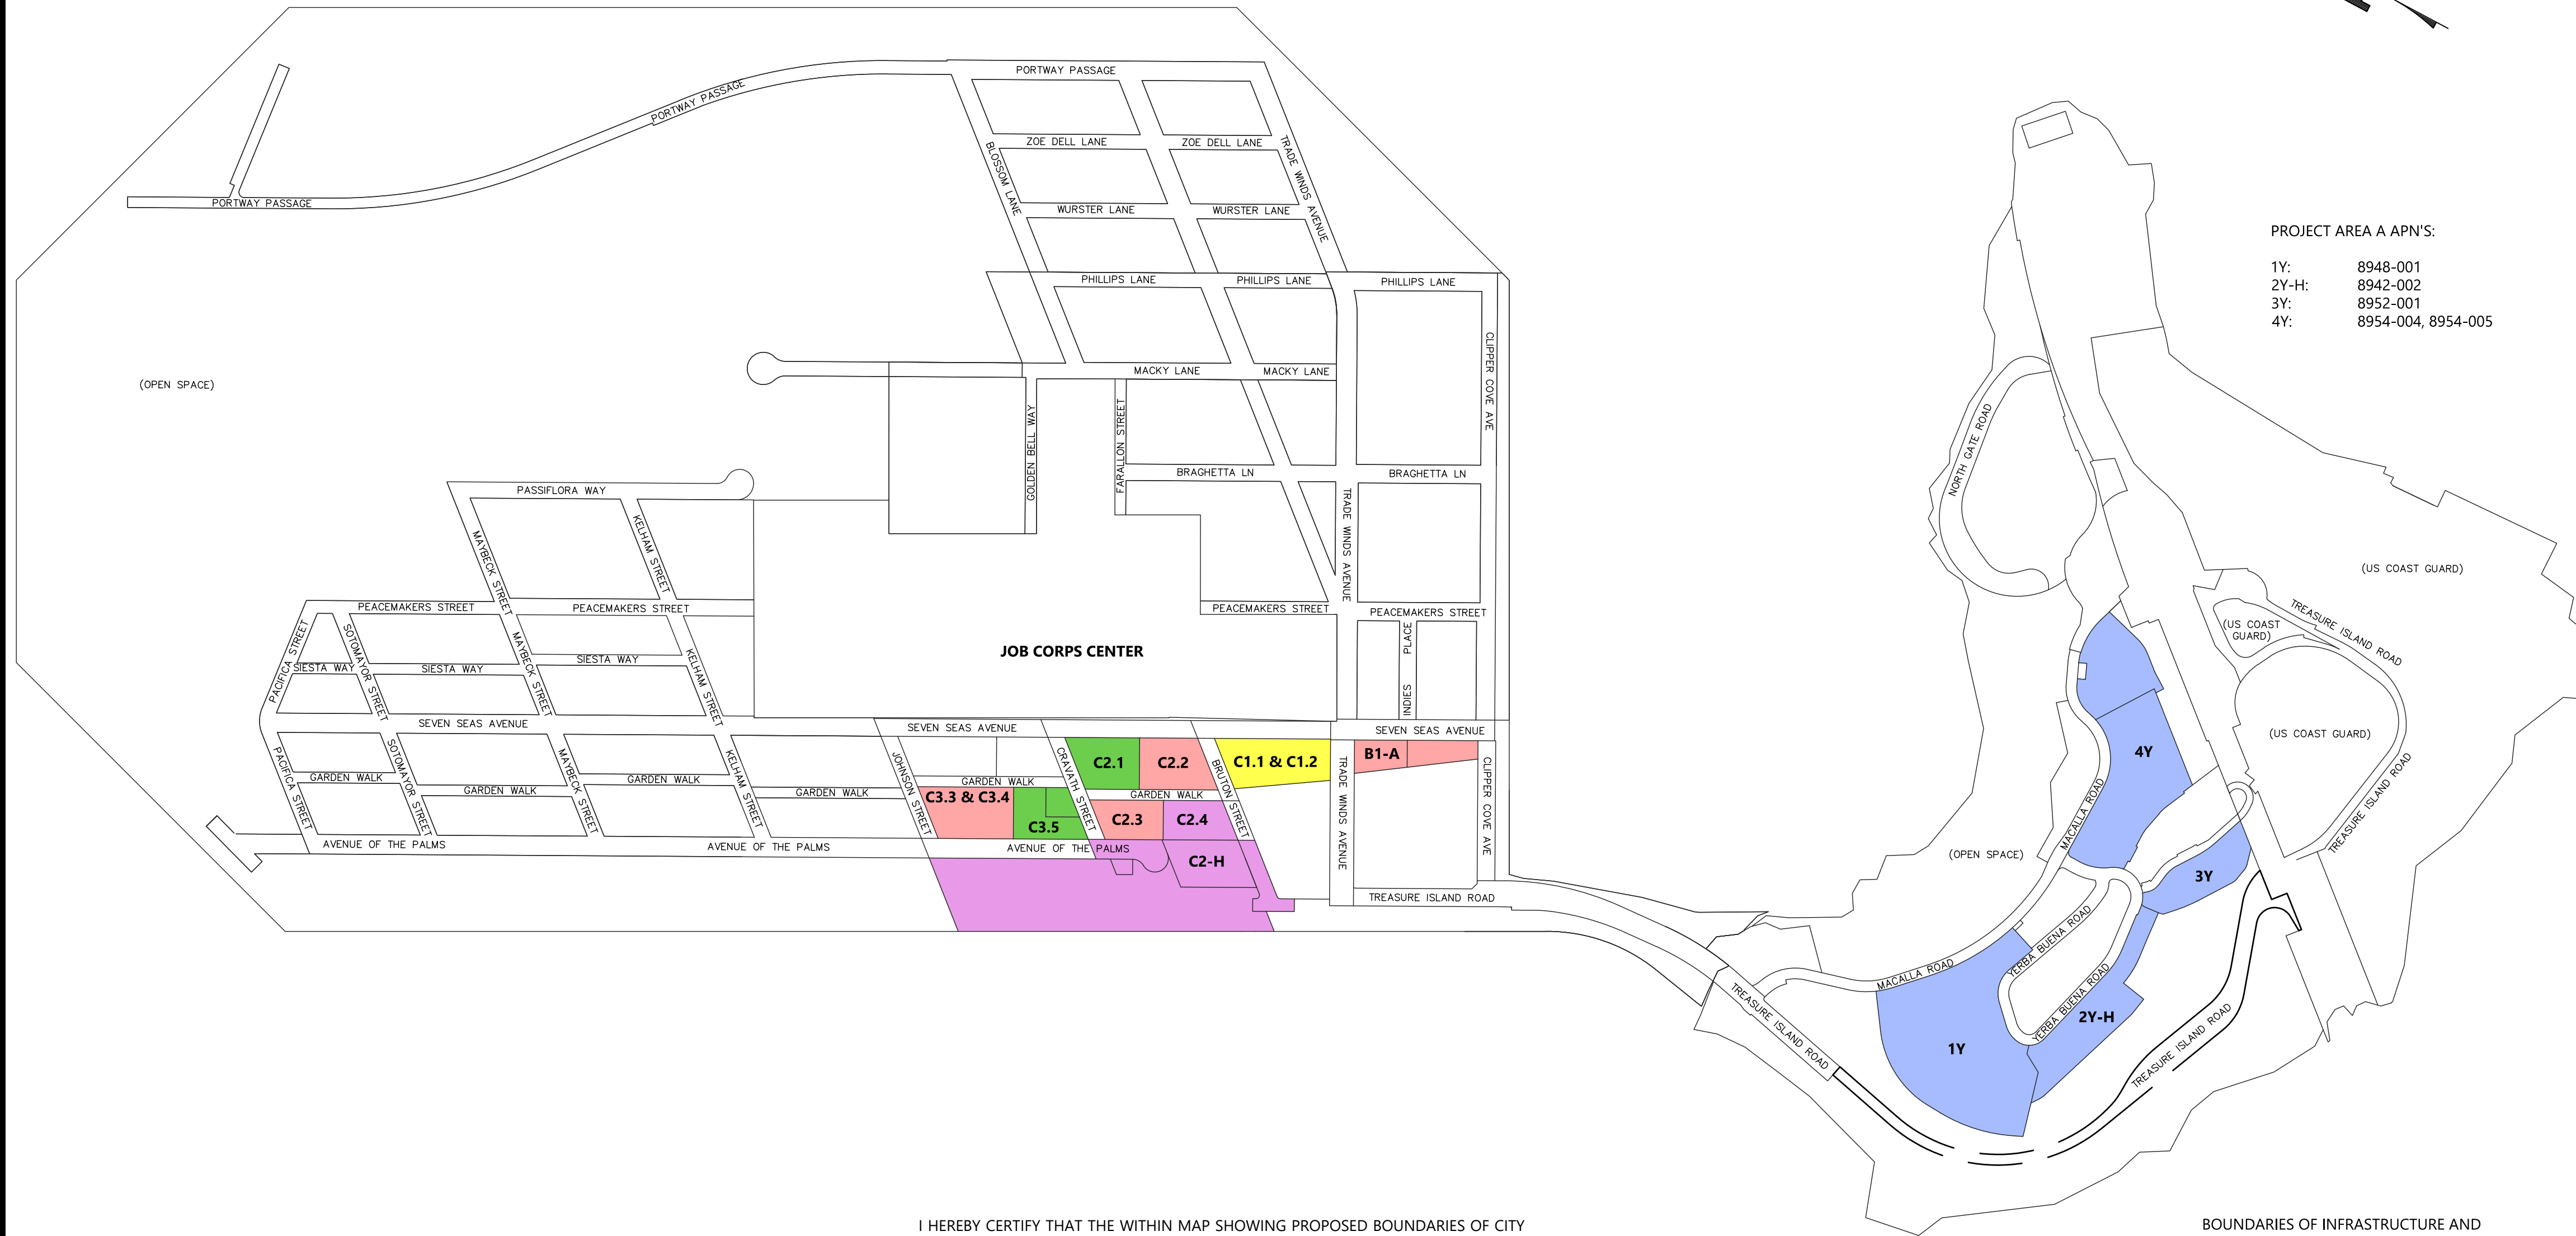 PORTWAY PASSAGE
PORTWAY PASSAGE
PORTWAY PASSAGE
ZOE DELL LANE
ZOE DELL LANE
BLOSSOM LANE
TRADE WINDS AVENUE
WURSTER LANE
WURSTER LANE
PHILLIPS LANE
PHILLIPS LANE
PHILLIPS LANE
CLIPPER COVE AVE
MACKY LANE
MACKY LANE
(OPEN SPACE)
GOLDEN BELL WAY
FARALLON STREET
BRAGHETTA LN
BRAGHETTA LN
TRADE WINDS AVENUE
PASSIFLORA WAY
MAYBECK STREET
KELHAM STREET
PEACEMAKERS STREET
PEACEMAKERS STREET
PEACEMAKERS STREET
PEACEMAKERS STREET
INDIES PLACE
PACIFICA STREET
SOTOMAYOR STREET
MAYBECK STREET
KELHAM STREET
SIESTA WAY
SIESTA WAY
SIESTA WAY
JOB CORPS CENTER
SEVEN SEAS AVENUE
SEVEN SEAS AVENUE
SEVEN SEAS AVENUE
PACIFICA STREET
SOTOMAYOR STREET
MAYBECK STREET
KELHAM STREET
JOHNSON STREET
CRAVATH STREET
BRUTON STREET
TRADE WINDS AVENUE
CLIPPER COVE AVE
GARDEN WALK
GARDEN WALK
GARDEN WALK
GARDEN WALK
GARDEN WALK
GARDEN WALK
C2.1
C2.2
C1.1 & C1.2
B1-A
C3.3 & C3.4
C3.5
C2.3
C2.4
C2-H
AVENUE OF THE PALMS
AVENUE OF THE PALMS
AVENUE OF THE PALMS
TREASURE ISLAND ROAD
PROJECT AREA A APN'S:
1Y: 8948-001
2Y-H: 8942-002
3Y: 8952-001
4Y: 8954-004, 8954-005
NORTH GATE ROAD
(US COAST GUARD)
TREASURE ISLAND ROAD
(US COAST
GUARD)
(US COAST GUARD)
TREASURE ISLAND ROAD
4Y
MACALLA ROAD
(OPEN SPACE)
3Y
YERBA BUENA ROAD
MACALLA ROAD
YERBA BUENA ROAD
2Y-H
1Y
TREASURE ISLAND ROAD
TREASURE ISLAND ROAD
I HEREBY CERTIFY THAT THE WITHIN MAP SHOWING PROPOSED BOUNDARIES OF CITY
BOUNDARIES OF INFRASTRUCTURE AND